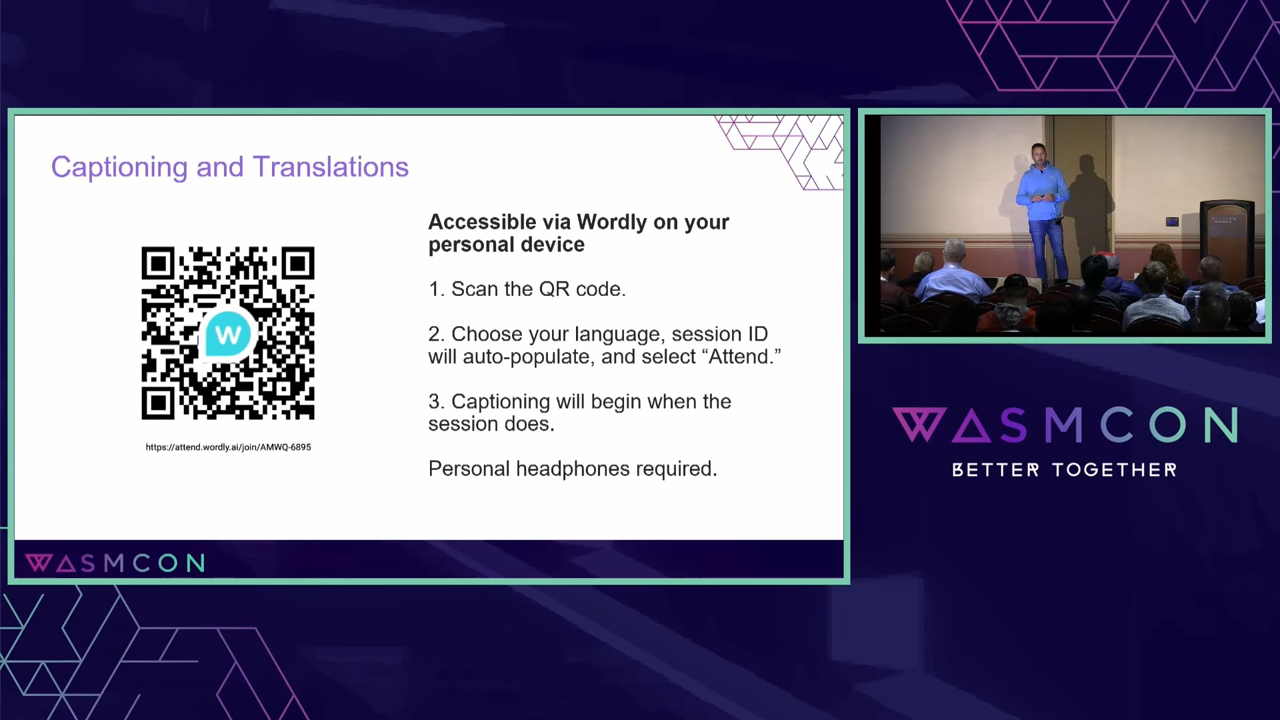 Captioning and Translations
Accessible via Wordly on your
personal device
1. Scan the QR code.
2. Choose your language, session ID
will auto-populate, and select “Attend.”
3. Captioning will begin when the
session does.
Personal headphones required.
W
https://attend.wordly.ai/join/AMWQ-6895
WASMCON
WASMCON
BETTER TOGETHER